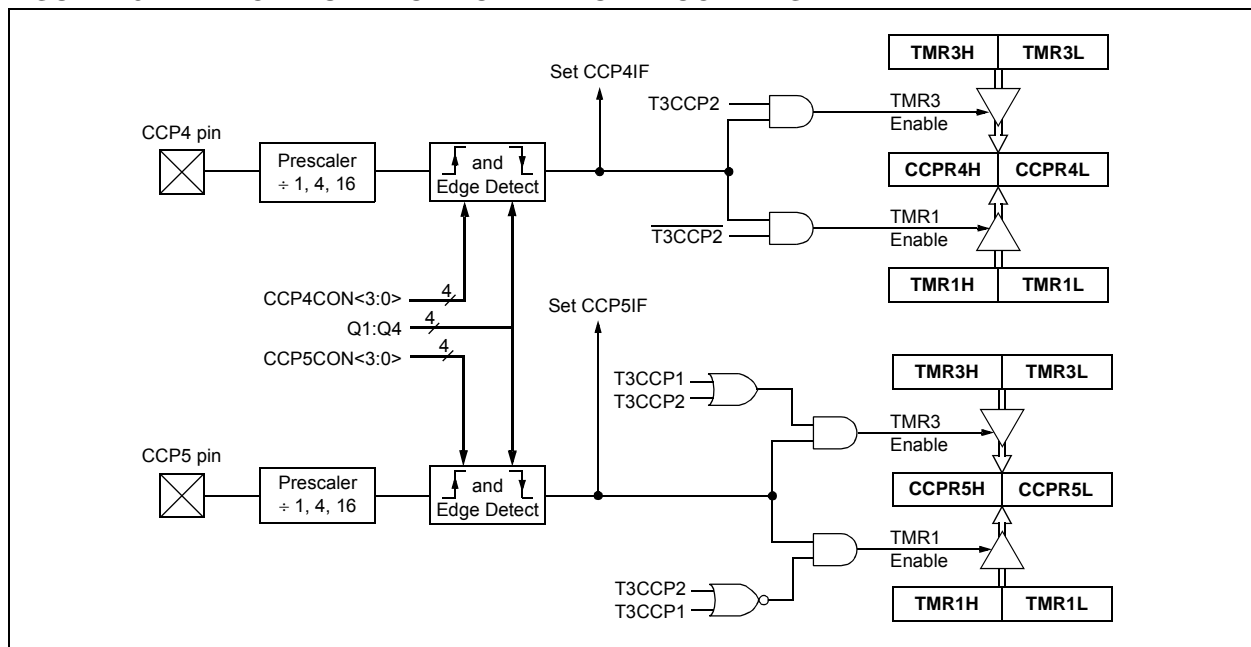 TMR3H TMR3L
Set CCP4IF
T3CCP2
TMR3
Enable
CCP4 pin
Prescaler
÷ 1, 4, 16
and
Edge Detect
CCPR4H CCPR4L
TMR1
Enable
T3CCP2
TMR1H TMR1L
CCP4CON<3:0> 4
Q1:Q4 4
CCP5CON<3:0> 4
Set CCP5IF
TMR3H TMR3L
T3CCP1
T3CCP2
TMR3
Enable
CCP5 pin
Prescaler
÷ 1, 4, 16
and
Edge Detect
CCPR5H CCPR5L
TMR1
Enable
T3CCP2
T3CCP1
TMR1H TMR1L